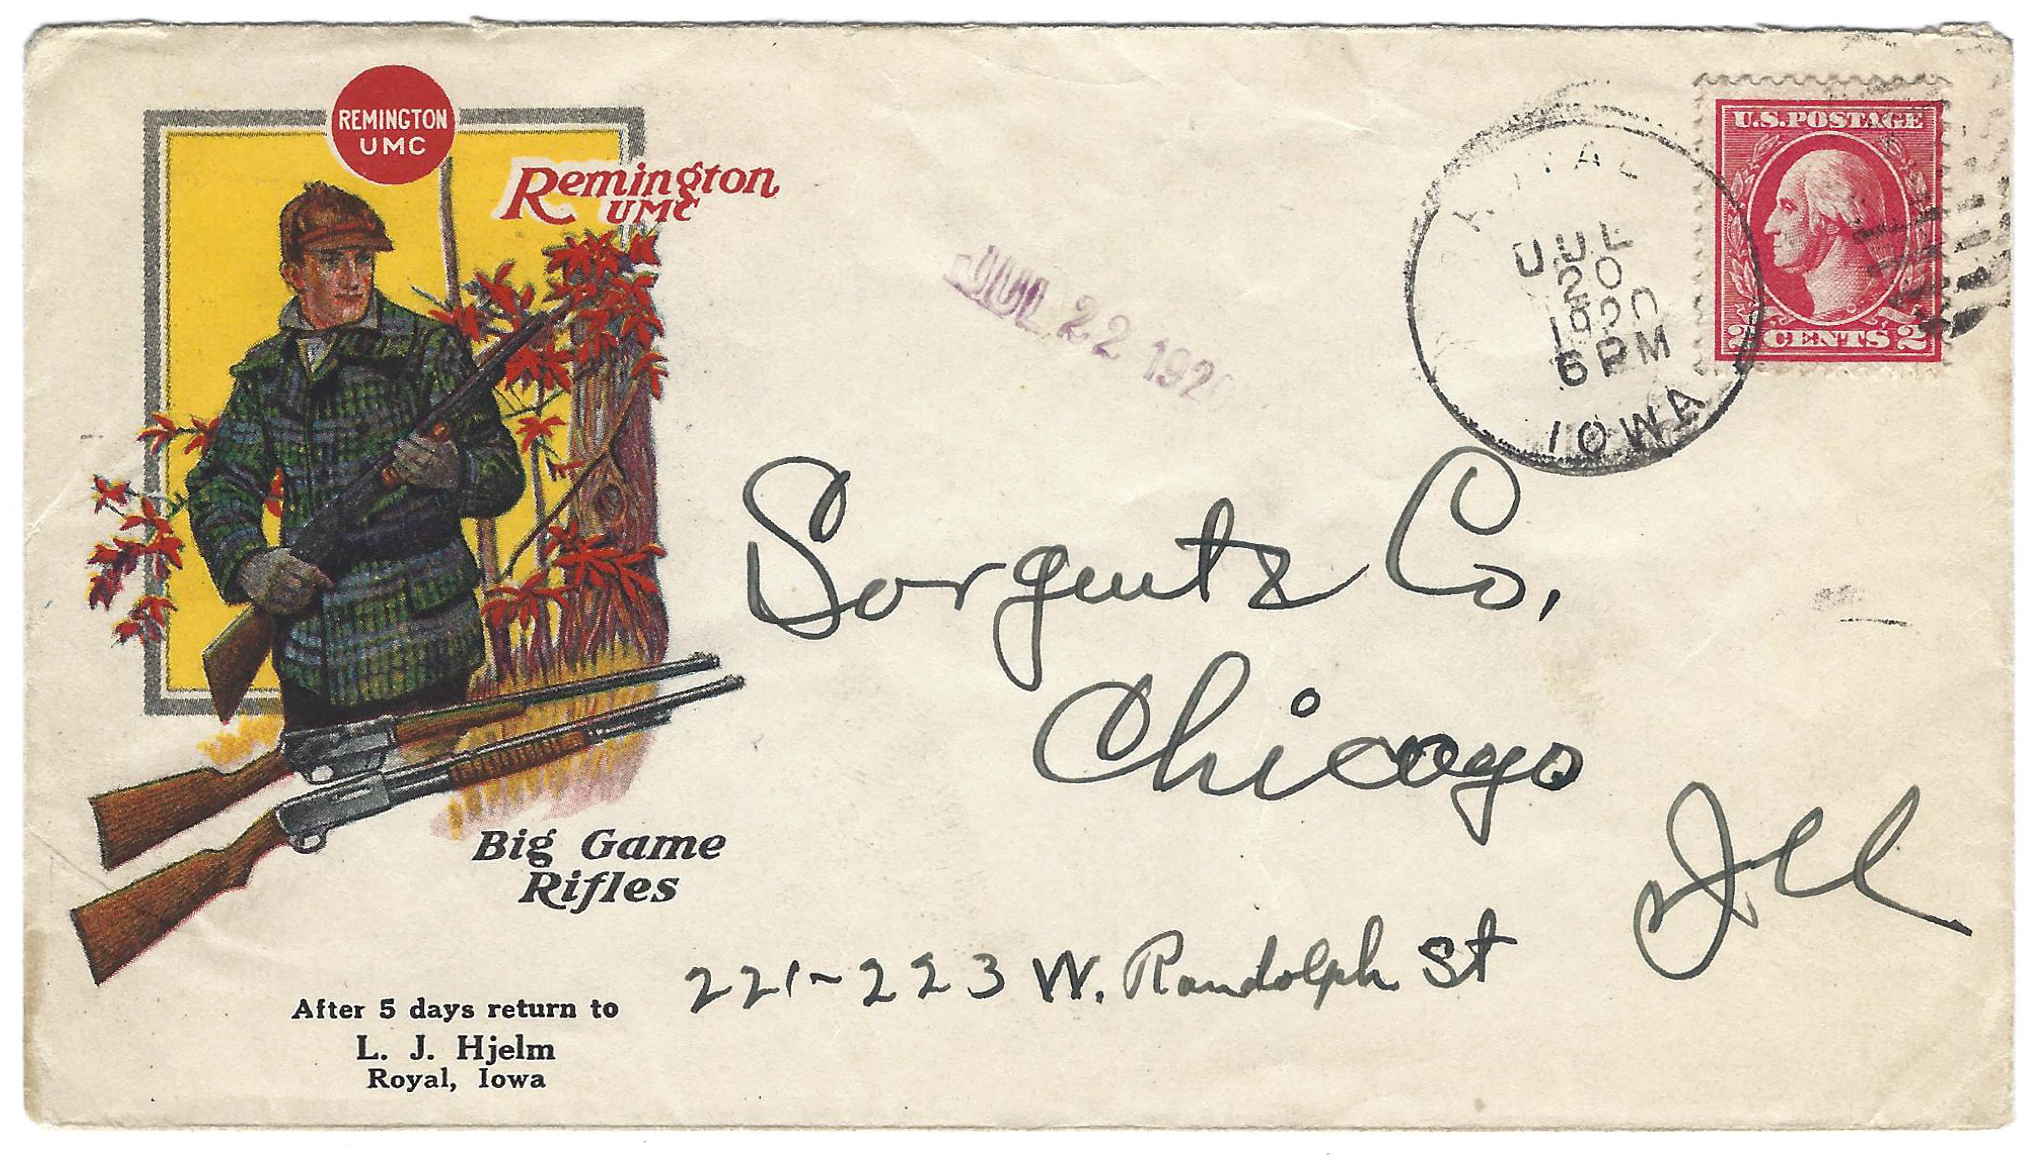 REMINGTON
UMC
Remington
UMC
JUL 22 1920
ROYAL
JUL
20
1920
6 PM
IOWA
U.S. POSTAGE
2 CENTS 2
Sorgentz Co,
Chicago
Ill
221-223 W. Randolph St
Big Game
Rifles
After 5 days return to
L. J. Hjelm
Royal, Iowa